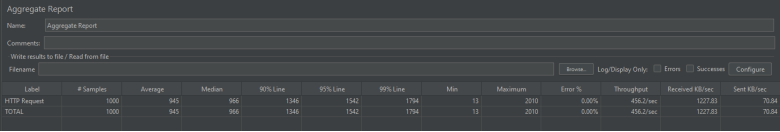 Aggregate Report
Name: Aggregate Report
Comments:
Write results to file / Read from file
Filename Browse... Log/Display Only: Errors Successes Configure
Label # Samples Average Median 90% Line 95% Line 99% Line Min Maximum Error % Throughput Received KB/sec Sent KB/sec
HTTP Request 1000 945 966 1346 1542 1794 13 2010 0.00% 456.2/sec 1227.83 70.84
TOTAL 1000 945 966 1346 1542 1794 13 2010 0.00% 456.2/sec 1227.83 70.84